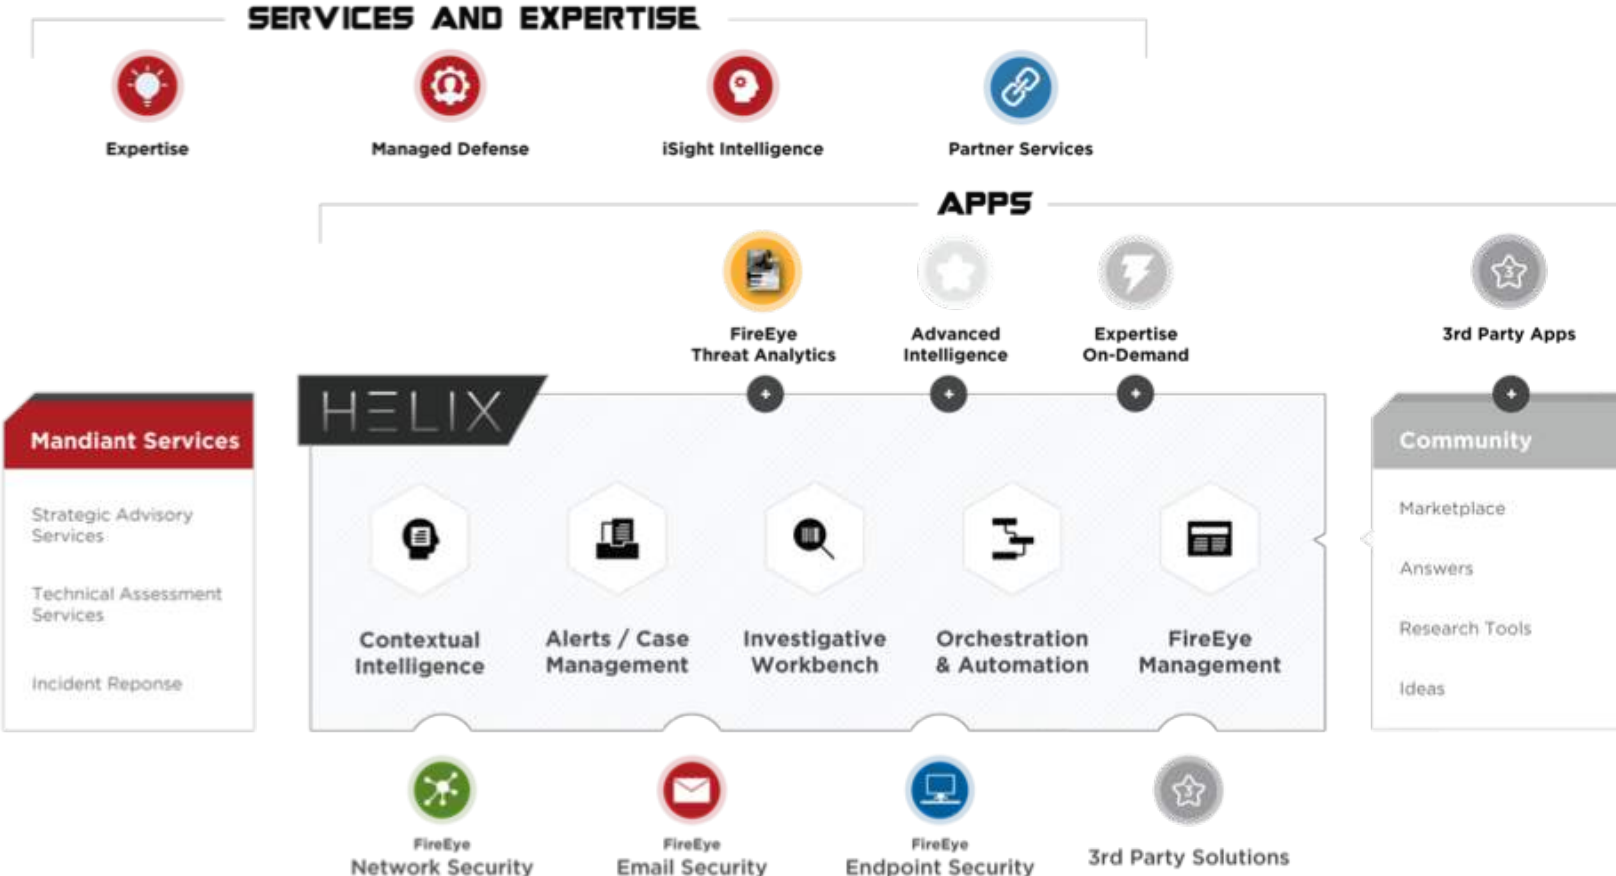 SERVICES AND EXPERTISE
Expertise
Managed Defense
iSight Intelligence
Partner Services
APPS
FireEye
Threat Analytics
Advanced
Intelligence
Expertise
On-Demand
3rd Party Apps
HELIX
Mandiant Services
Strategic Advisory
Services
Technical Assessment
Services
Incident Reponse
Contextual
Intelligence
Alerts / Case
Management
Investigative
Workbench
Orchestration
& Automation
FireEye
Management
Community
Marketplace
Answers
Research Tools
Ideas
FireEye
Network Security
FireEye
Email Security
FireEye
Endpoint Security
3
3rd Party Solutions